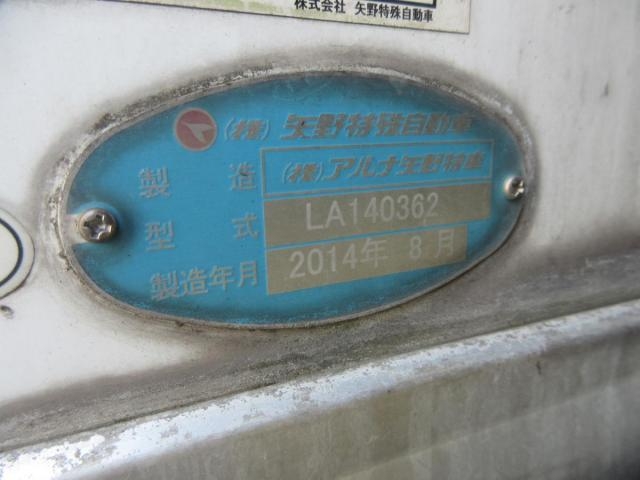 株式会社 矢野特殊自動車
(株) 矢野特殊自動車
製造 (株)アルナ矢野特車
型式 LA140362
製造年月 2014年 8月